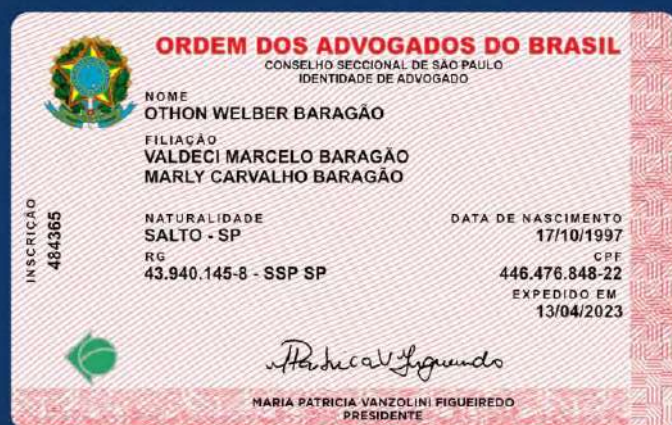 ORDEM DOS ADVOGADOS DO BRASIL
CONSELHO SECCIONAL DE SÃO PAULO
IDENTIDADE DE ADVOGADO
NOME
OTHON WELBER BARAGÃO
FILIAÇÃO
VALDECI MARCELO BARAGÃO
MARLY CARVALHO BARAGÃO
INSCRIÇÃO
484365
NATURALIDADE
SALTO - SP
DATA DE NASCIMENTO
17/10/1997
RG
43.940.145-8 - SSP SP
CPF
446.476.848-22
EXPEDIDO EM
13/04/2023
MARIA PATRICIA VANZOLINI FIGUEIREDO
PRESIDENTE